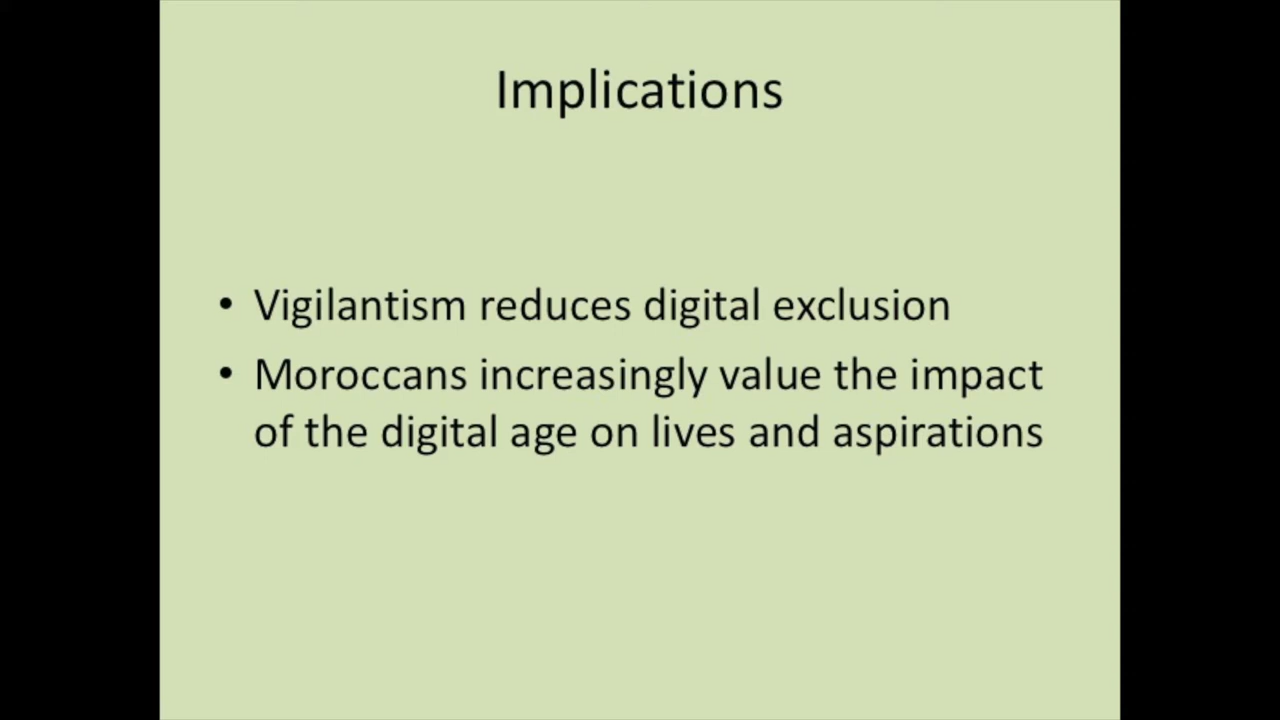 Implications
• Vigilantism reduces digital exclusion
• Moroccans increasingly value the impact
of the digital age on lives and aspirations